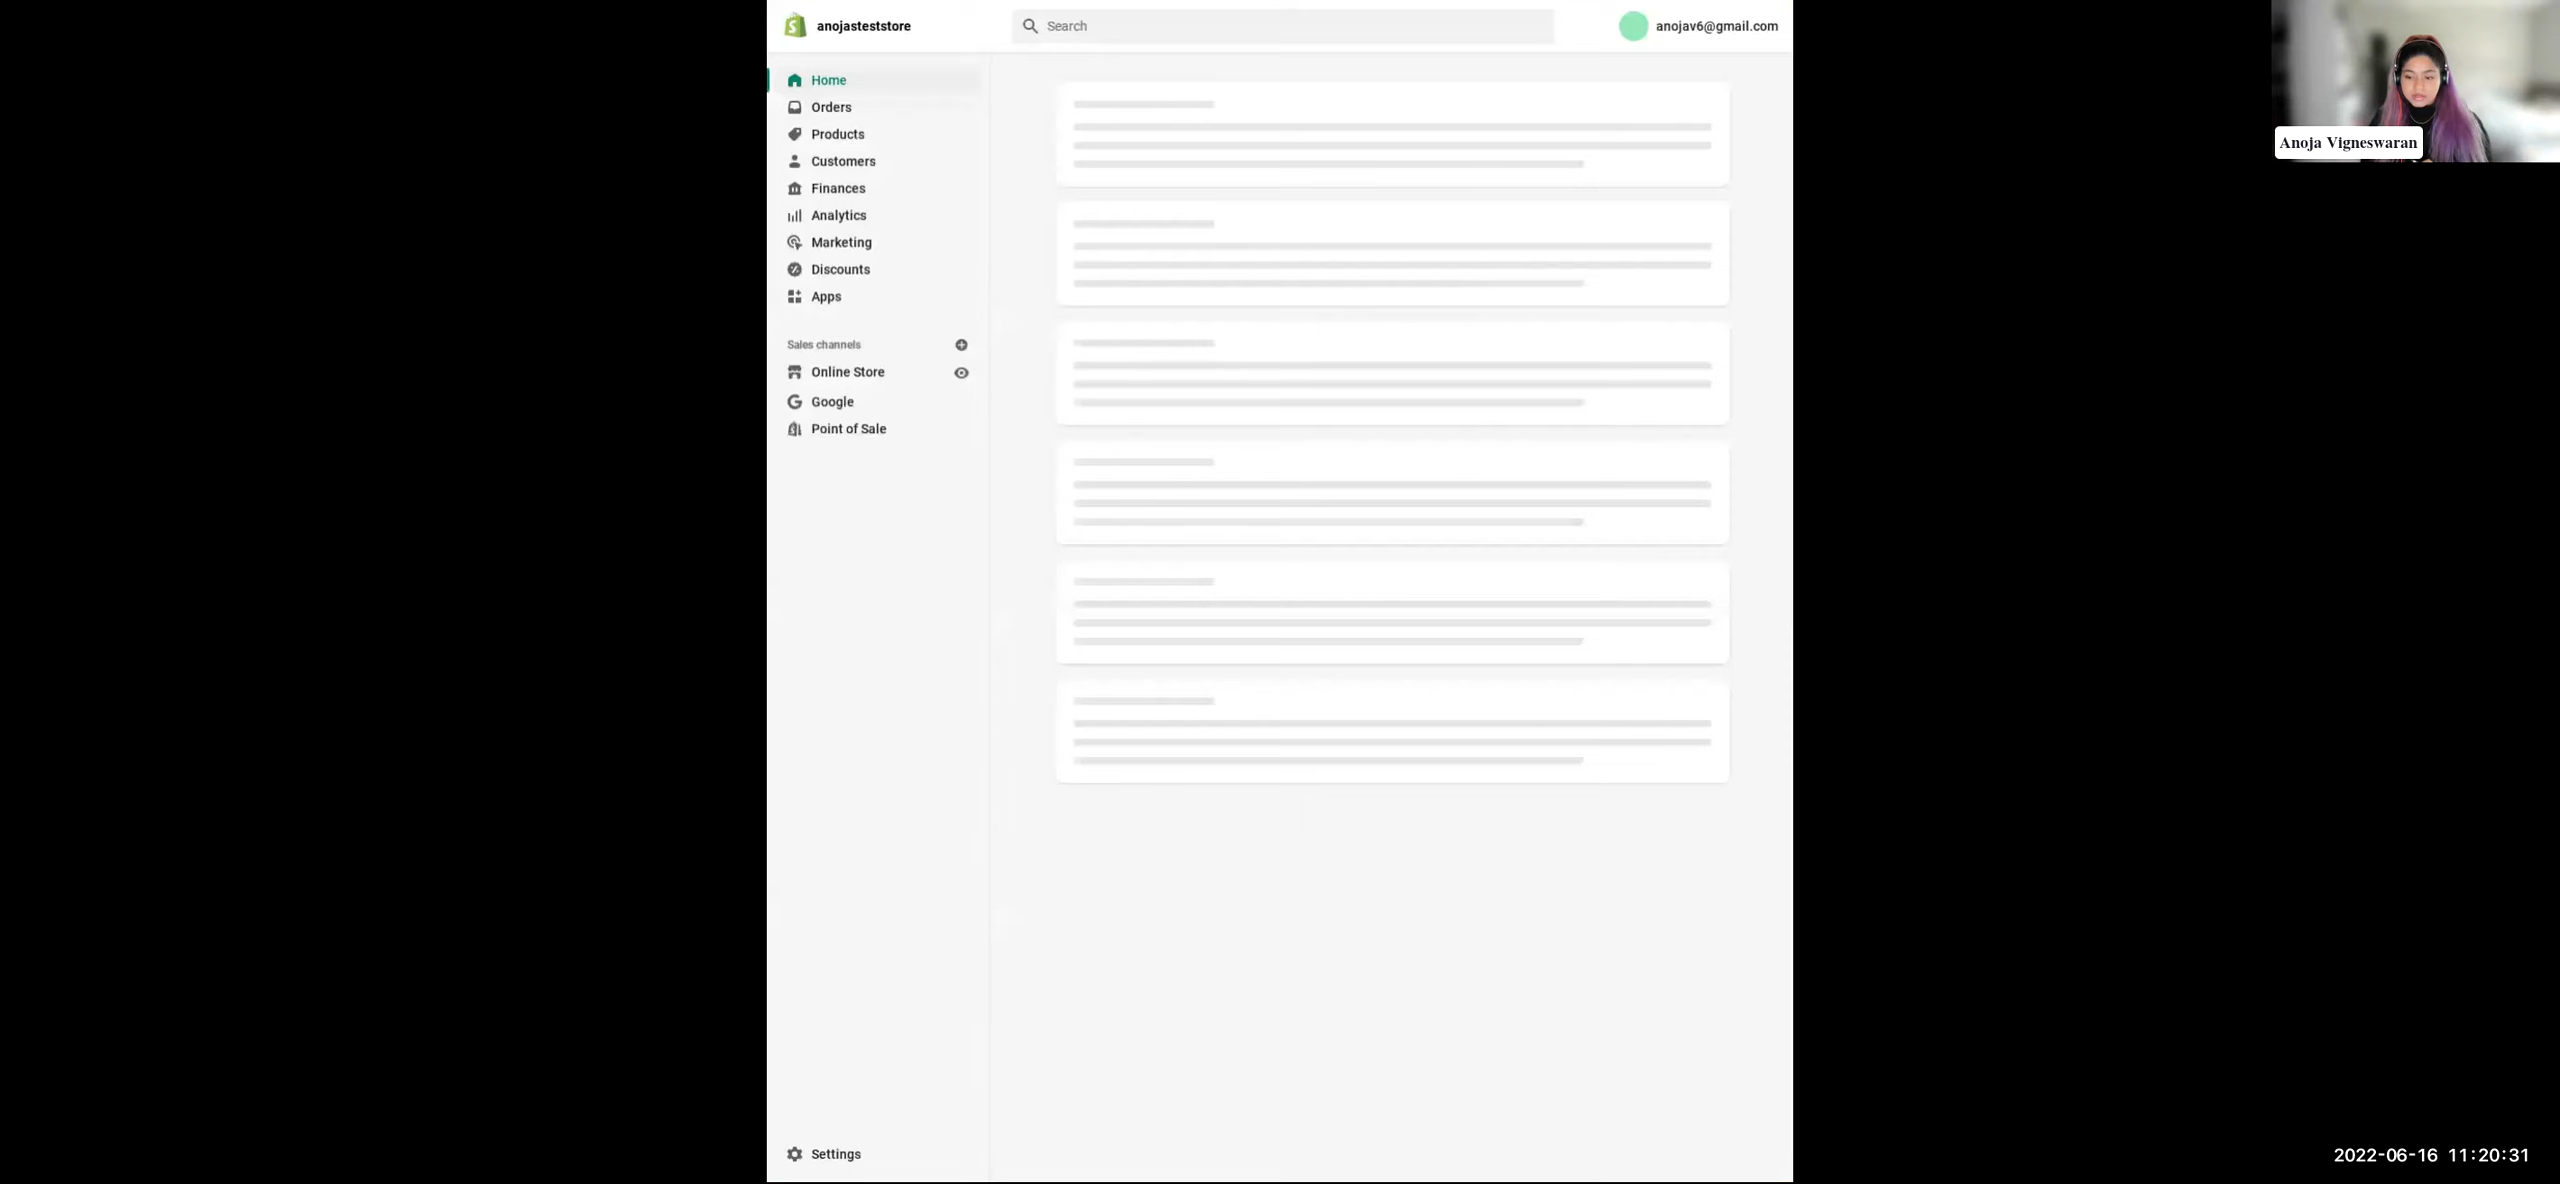 anojasteststore
Search
anojav6@gmail.com
Home
Orders
Products
Customers
Finances
Analytics
Marketing
Discounts
Apps
Sales channels
Online Store
Google
Point of Sale
Settings
Anoja Vigneswaran
2022-06-16 11:20:31